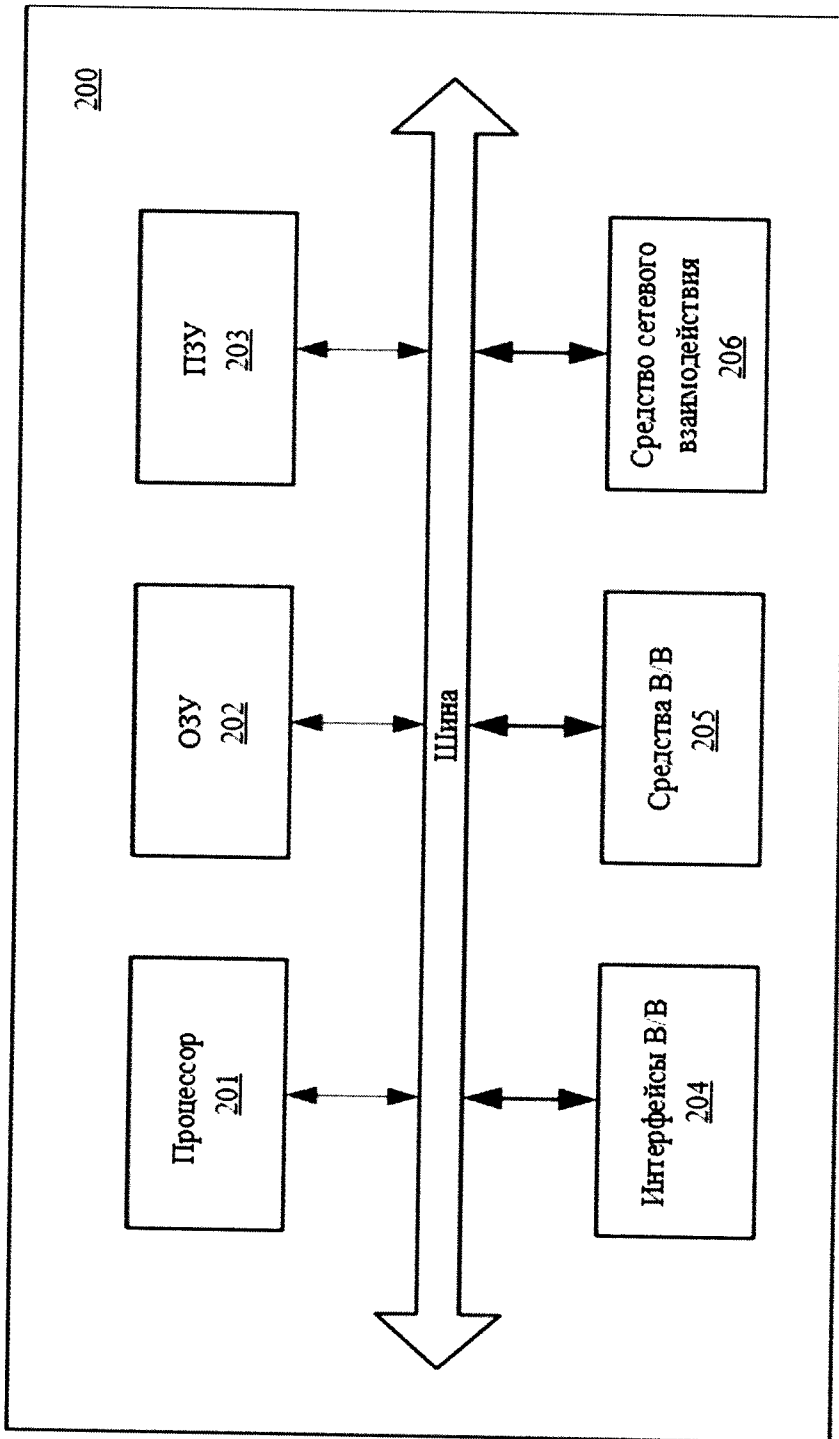 200
Процессор
201
ОЗУ
202
ПЗУ
203
Шина
Интерфейсы В/В
204
Средства В/В
205
Средство сетевого
взаимодействия
206